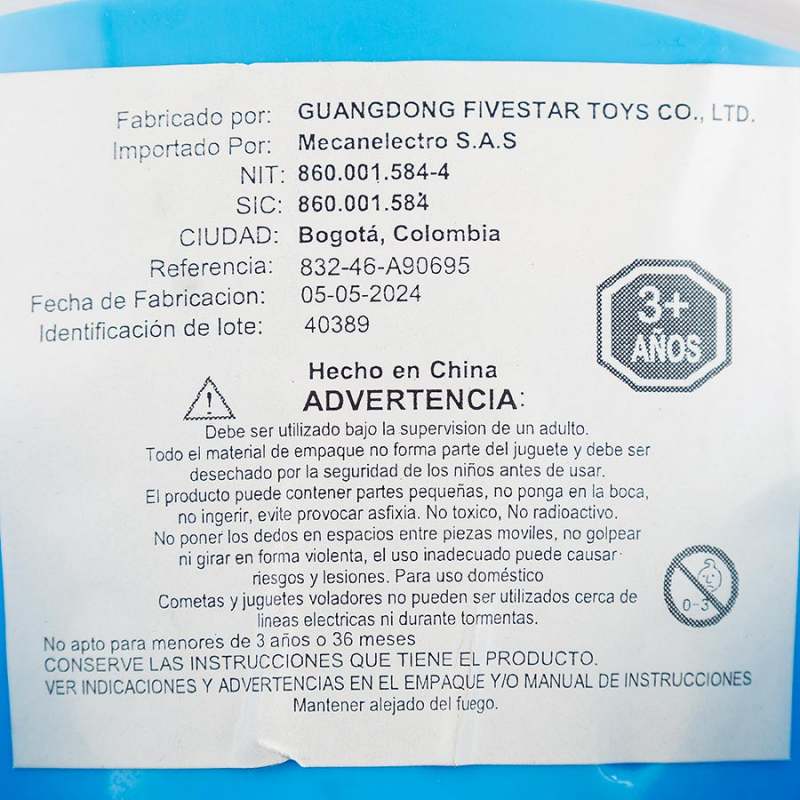 Fabricado por: GUANGDONG FIVESTAR TOYS CO., LTD.
Importado Por: Mecanelectro S.A.S
NIT: 860.001.584-4
SIC: 860.001.584
CIUDAD: Bogotá, Colombia
Referencia: 832-46-A90695
Fecha de Fabricacion: 05-05-2024
Identificación de lote: 40389
3+
AÑOS
Hecho en China
ADVERTENCIA:
Debe ser utilizado bajo la supervision de un adulto.
Todo el material de empaque no forma parte del juguete y debe ser
desechado por la seguridad de los niños antes de usar.
El producto puede contener partes pequeñas, no ponga en la boca,
no ingerir, evite provocar asfixia. No toxico, No radioactivo.
No poner los dedos en espacios entre piezas moviles, no golpear
ni girar en forma violenta, el uso inadecuado puede causar
riesgos y lesiones. Para uso doméstico
Cometas y juguetes voladores no pueden ser utilizados cerca de
lineas electricas ni durante tormentas.
0-3
No apto para menores de 3 años o 36 meses
CONSERVE LAS INSTRUCCIONES QUE TIENE EL PRODUCTO.
VER INDICACIONES Y ADVERTENCIAS EN EL EMPAQUE Y/O MANUAL DE INSTRUCCIONES
Mantener alejado del fuego.